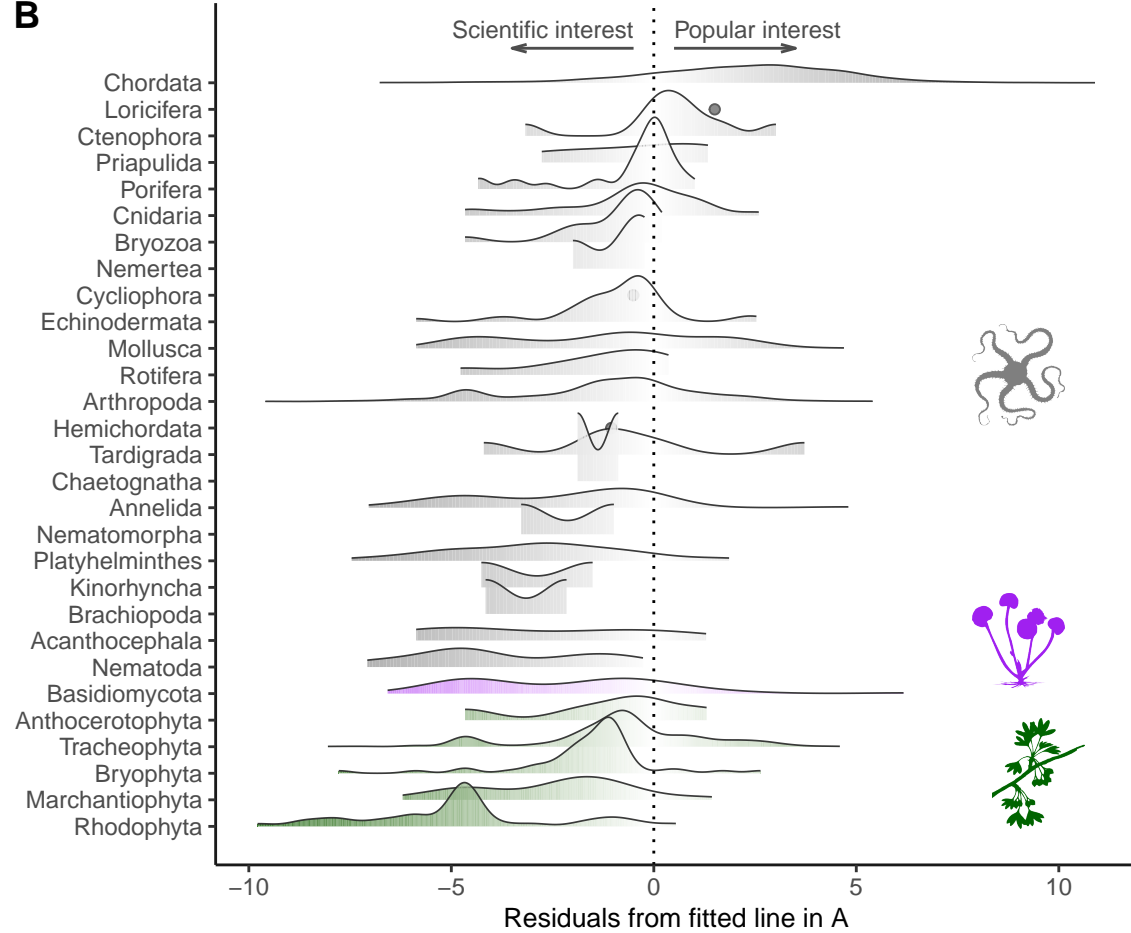 B
Scientific interest
Popular interest
Chordata
Loricifera
Ctenophora
Priapulida
Porifera
Cnidaria
Bryozoa
Nemertea
Cycliophora
Echinodermata
Mollusca
Rotifera
Arthropoda
Hemichordata
Tardigrada
Chaetognatha
Annelida
Nematomorpha
Platyhelminthes
Kinorhyncha
Brachiopoda
Acanthocephala
Nematoda
Basidiomycota
Anthocerotophyta
Tracheophyta
Bryophyta
Marchantiophyta
Rhodophyta
−10 −5 0 5 10
Residuals from fitted line in A